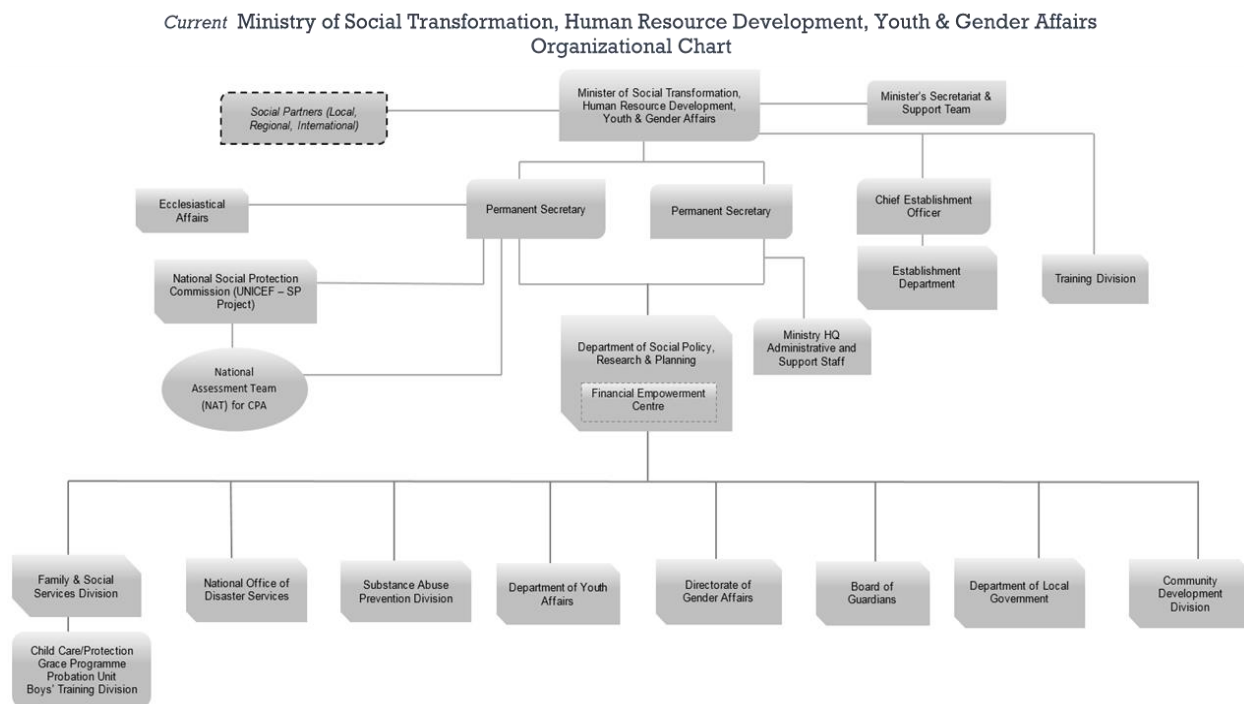 Current Ministry of Social Transformation, Human Resource Development, Youth & Gender Affairs
Organizational Chart
Social Partners (Local,
Regional, International)
Minister of Social Transformation,
Human Resource Development,
Youth & Gender Affairs
Minister's Secretariat &
Support Team
Ecclesiastical
Affairs
Permanent Secretary
Permanent Secretary
Chief Establishment
Officer
National Social Protection
Commission (UNICEF – SP
Project)
Establishment
Department
Training Division
National
Assessment Team
(NAT) for CPA
Department of Social Policy,
Research & Planning
Financial Empowerment
Centre
Ministry HQ
Administrative and
Support Staff
Family & Social
Services Division
National Office of
Disaster Services
Substance Abuse
Prevention Division
Department of Youth
Affairs
Directorate of
Gender Affairs
Board of
Guardians
Department of Local
Government
Community
Development
Division
Child Care/Protection
Grace Programme
Probation Unit
Boys' Training Division